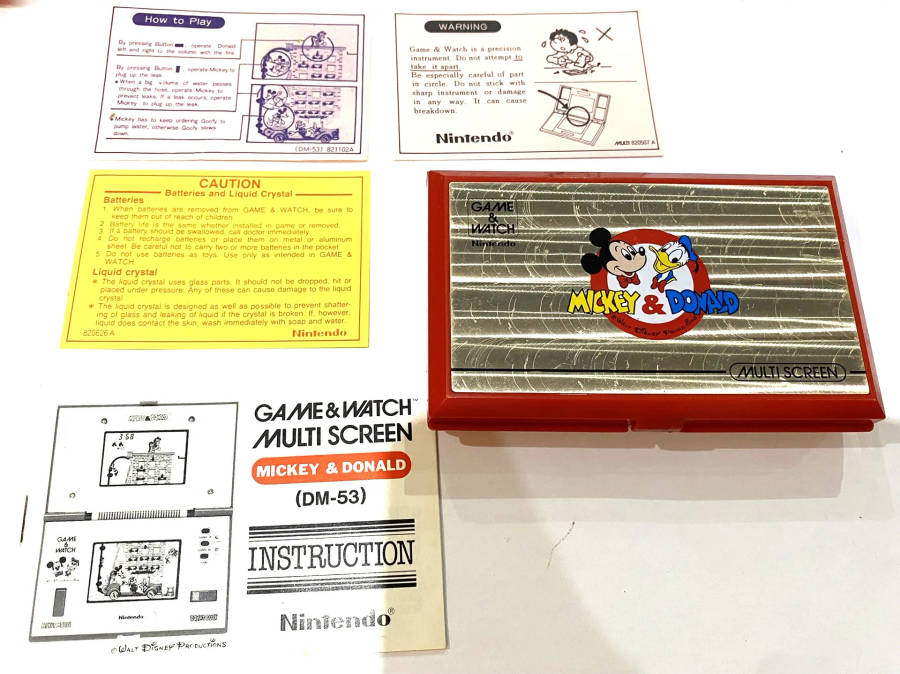 How to Play
By pressing Button ▬, operate Donald
left and right to the column with the fire.
By pressing Button ▮, operate Mickey to
plug up the leak.
*When a big volume of water passes
through the hose, operate Mickey to
prevent leaks. If a leak occurs, operate
Mickey to plug up the leak.
Mickey has to keep ordering Goofy to
pump water, otherwise Goofy slows
down.
(DM-53) 821102A
WARNING
Game & Watch is a precision
instrument. Do not attempt to
take it apart.
Be especially careful of part
in circle. Do not stick with
sharp instrument or damage
in any way. It can cause
breakdown.
Nintendo®
MULTI 820567 A
CAUTION
Batteries and Liquid Crystal
Batteries
1. When batteries are removed from GAME & WATCH, be sure to
keep them out of reach of children.
2. Battery life is the same whether installed in game or removed.
3. If a battery should be swallowed, call doctor immediately.
4. Do not recharge batteries or place them on metal or aluminum
sheet. Be careful not to carry two or more batteries in the pocket.
5. Do not use batteries as toys. Use only as intended in GAME &
WATCH.
Liquid crystal
* The liquid crystal uses glass parts. It should not be dropped, hit or
placed under pressure. Any of these can cause damage to the liquid
crystal.
* The liquid crystal is designed as well as possible to prevent shatter-
ing of glass and leaking of liquid if the crystal is broken. If, however,
liquid does contact the skin, wash immediately with soap and water.
820626 A
Nintendo
GAME
& WATCH
Nintendo
MICKEY & DONALD
© WALT DISNEY PRODUCTIONS
MULTI SCREEN
GAME & WATCH™
MULTI SCREEN
MICKEY & DONALD
(DM-53)
INSTRUCTION
Nintendo®
368
GAME
&
WATCH
Nintendo
© WALT DISNEY PRODUCTIONS